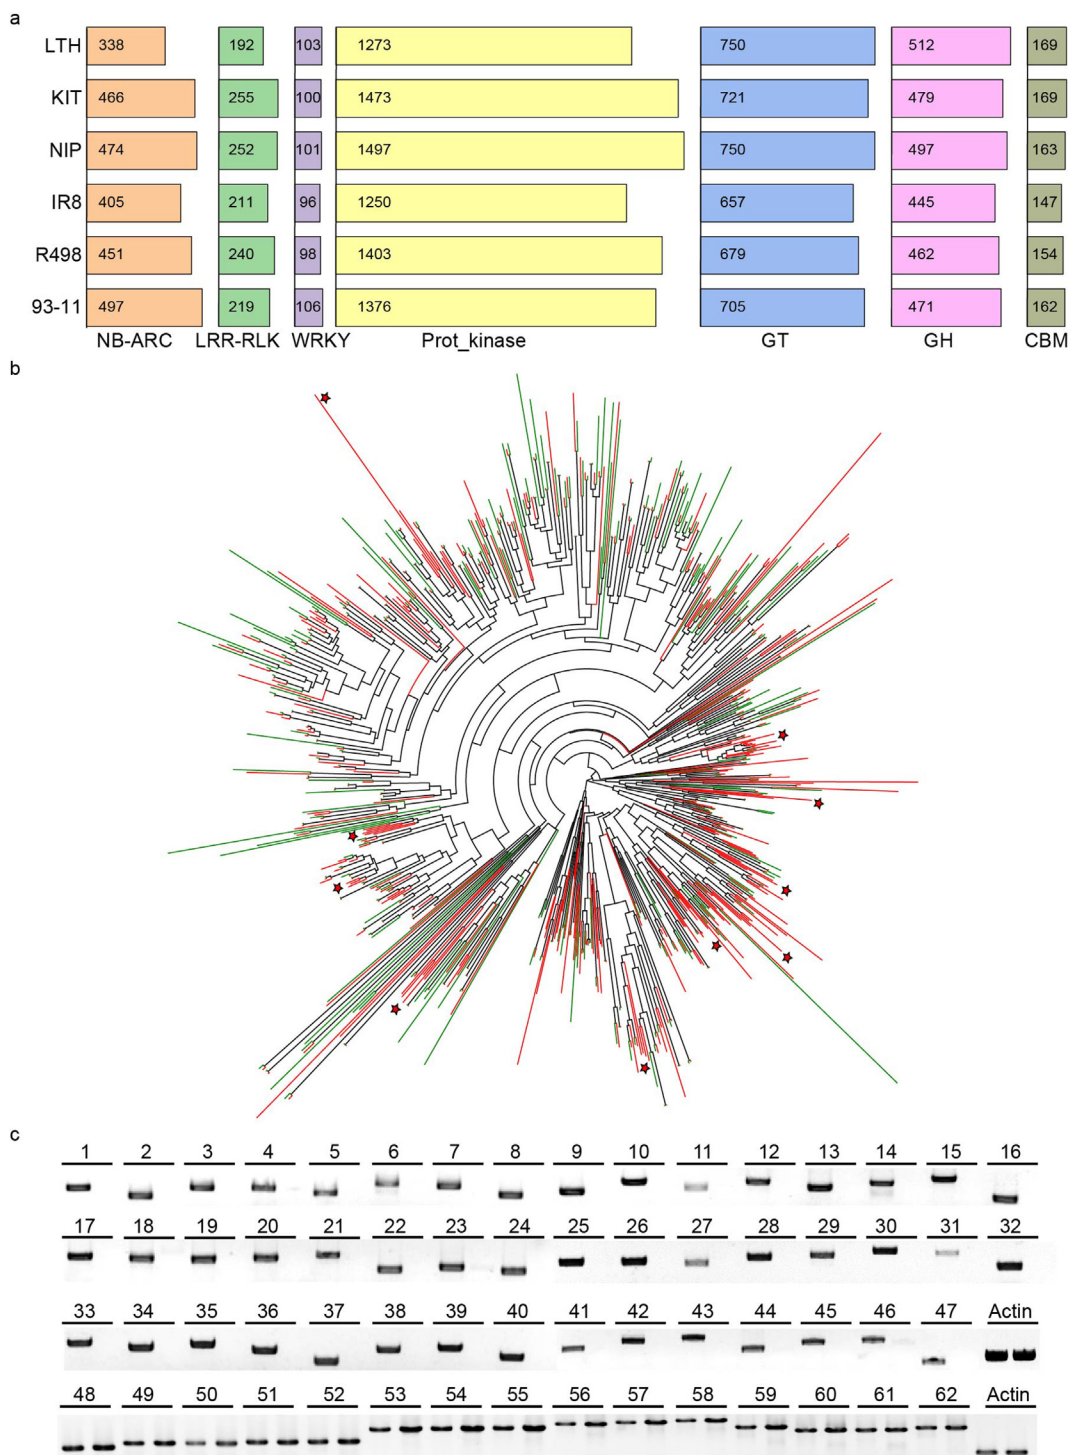 a
LTH 338 192 103 1273 750 512 169
KIT 466 255 100 1473 721 479 169
NIP 474 252 101 1497 750 497 163
IR8 405 211 96 1250 657 445 147
R498 451 240 98 1403 679 462 154
93-11 497 219 106 1376 705 471 162
NB-ARC LRR-RLK WRKY Prot_kinase GT GH CBM
b
c
1 2 3 4 5 6 7 8 9 10 11 12 13 14 15 16
17 18 19 20 21 22 23 24 25 26 27 28 29 30 31 32
33 34 35 36 37 38 39 40 41 42 43 44 45 46 47 Actin
48 49 50 51 52 53 54 55 56 57 58 59 60 61 62 Actin